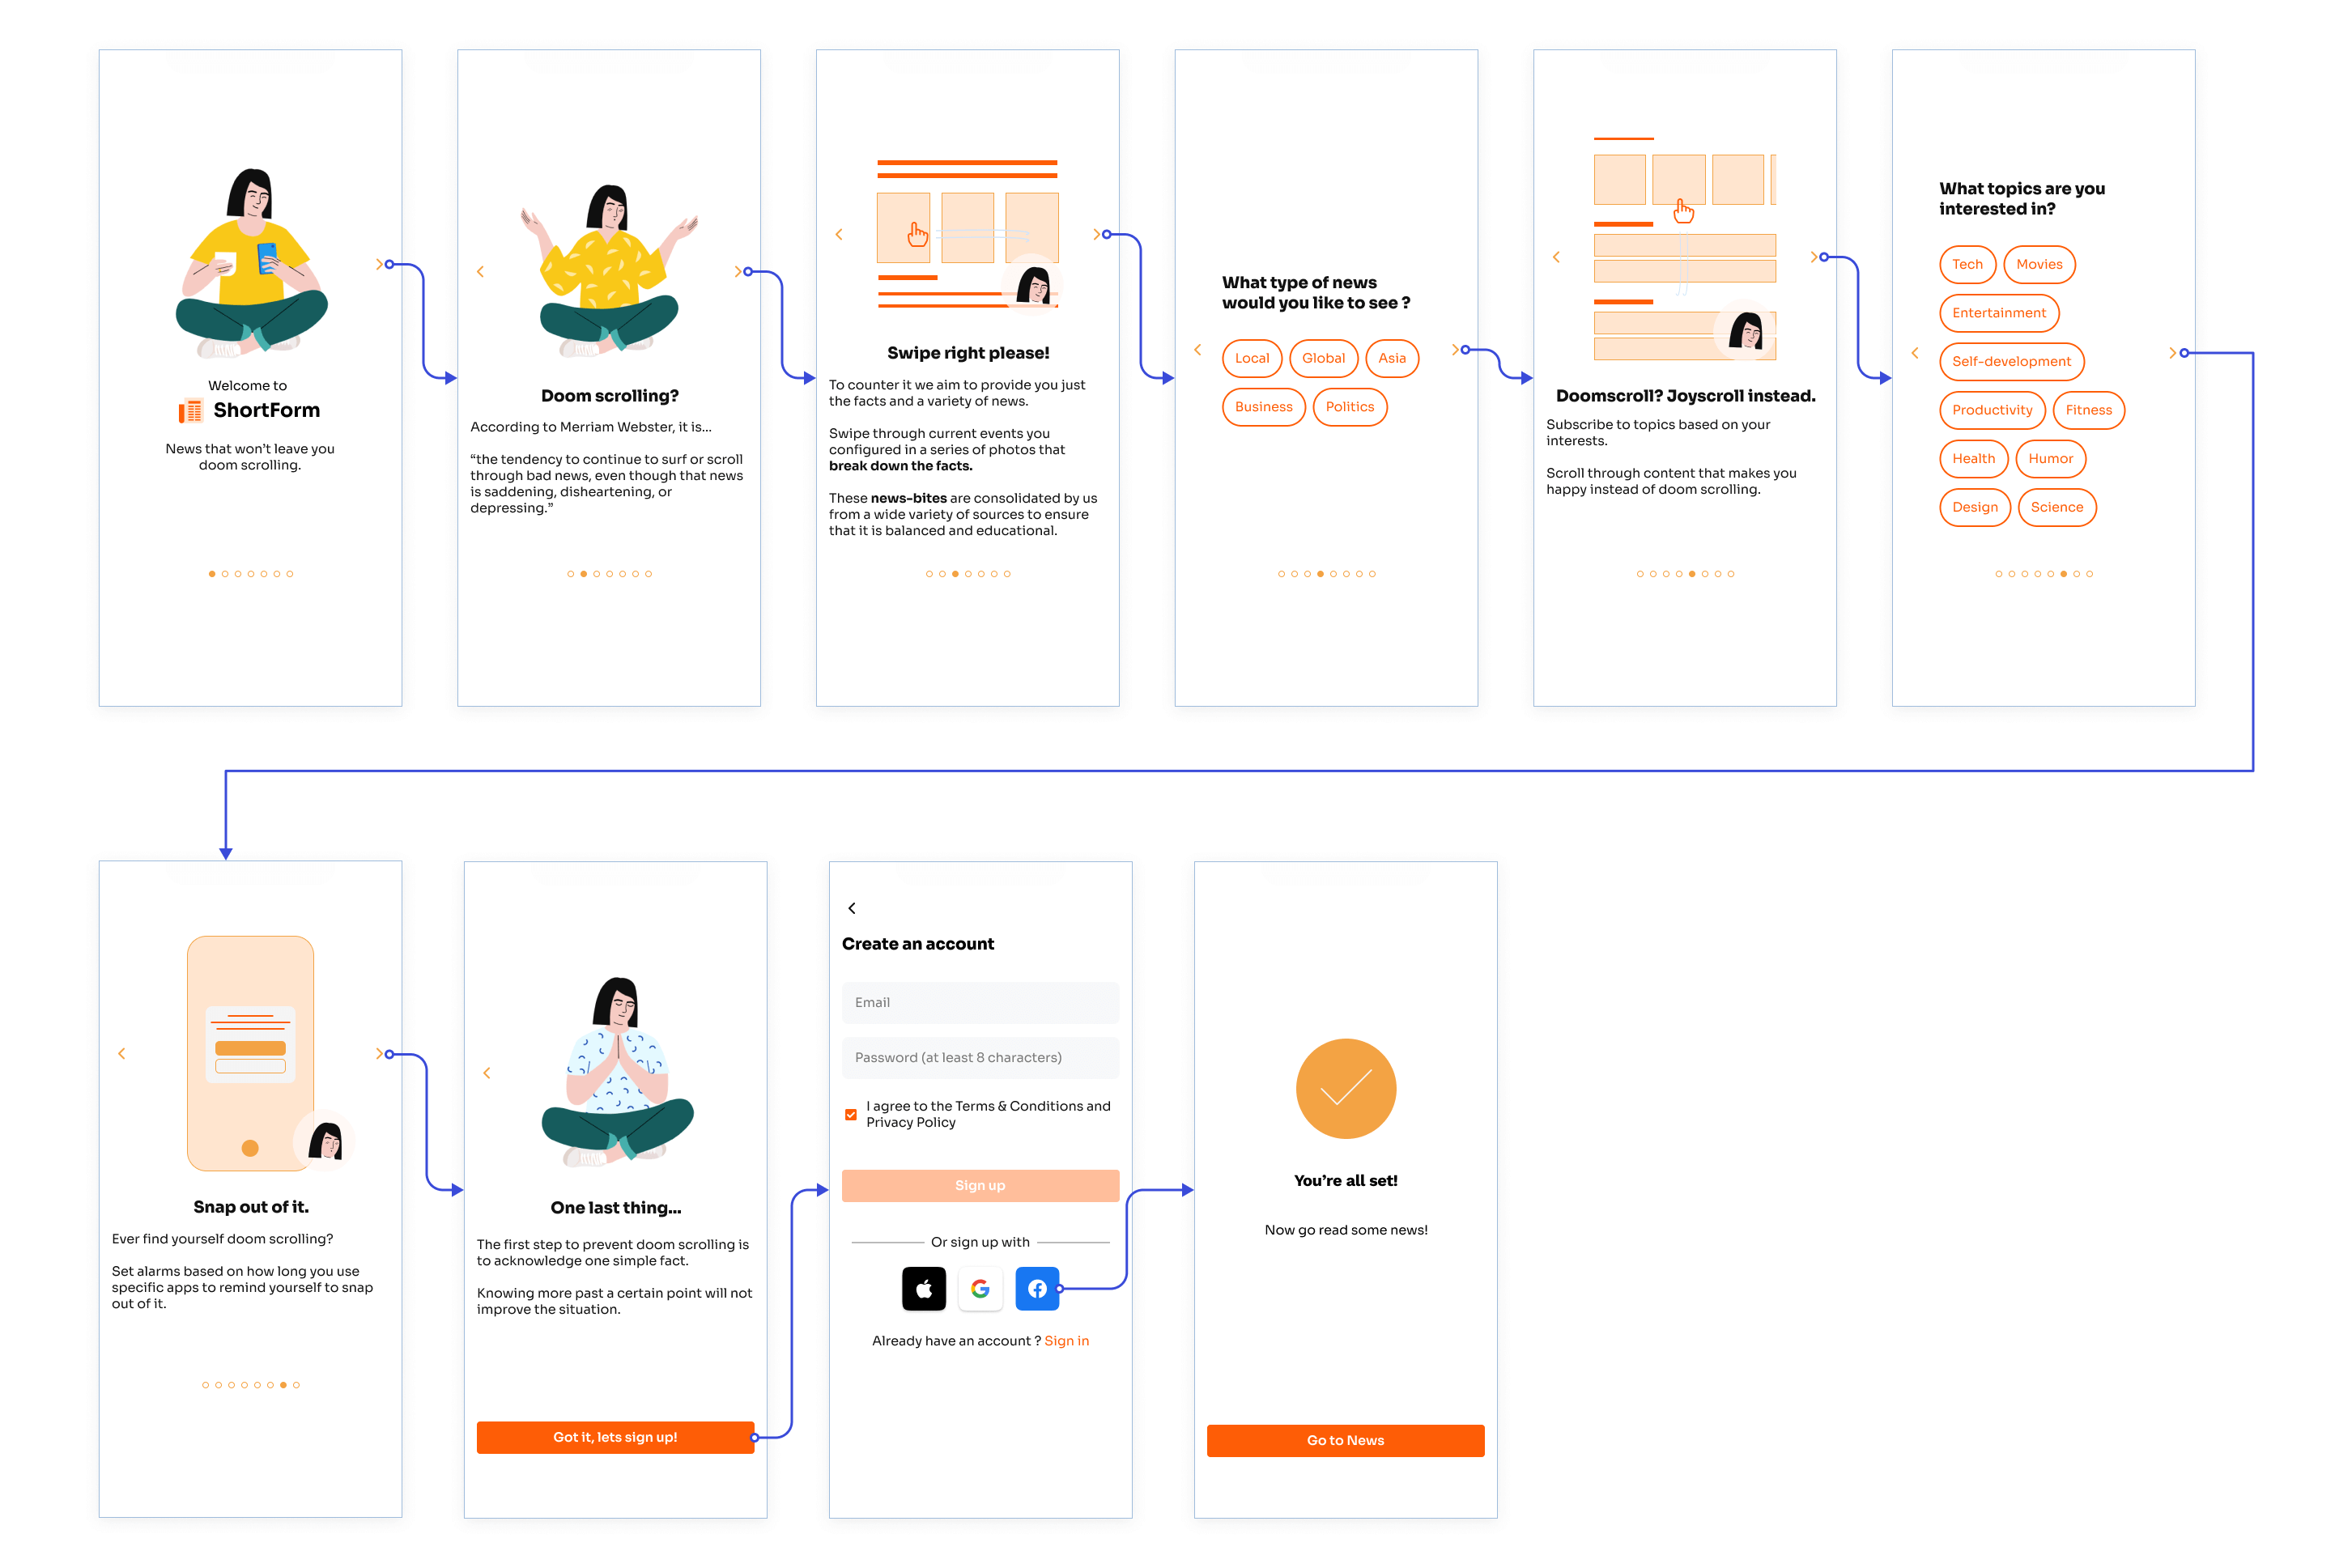 Welcome to
ShortForm
News that won’t leave you
doom scrolling.
Doom scrolling?
According to Merriam Webster, it is...
“the tendency to continue to surf or scroll
through bad news, even though that news
is saddening, disheartening, or
depressing.”
Swipe right please!
To counter it we aim to provide you just
the facts and a variety of news.
Swipe through current events you
configured in a series of photos that
break down the facts.
These news-bites are consolidated by us
from a wide variety of sources to ensure
that it is balanced and educational.
What type of news
would you like to see ?
Local Global Asia
Business Politics
Doomscroll? Joyscroll instead.
Subscribe to topics based on your
interests.
Scroll through content that makes you
happy instead of doom scrolling.
What topics are you
interested in?
Tech Movies
Entertainment
Self-development
Productivity Fitness
Health Humor
Design Science
Snap out of it.
Ever find yourself doom scrolling?
Set alarms based on how long you use
specific apps to remind yourself to snap
out of it.
One last thing...
The first step to prevent doom scrolling is
to acknowledge one simple fact.
Knowing more past a certain point will not
improve the situation.
Got it, lets sign up!
Create an account
Email
Password (at least 8 characters)
I agree to the Terms & Conditions and
Privacy Policy
Sign up
Or sign up with
Already have an account ? Sign in
You’re all set!
Now go read some news!
Go to News